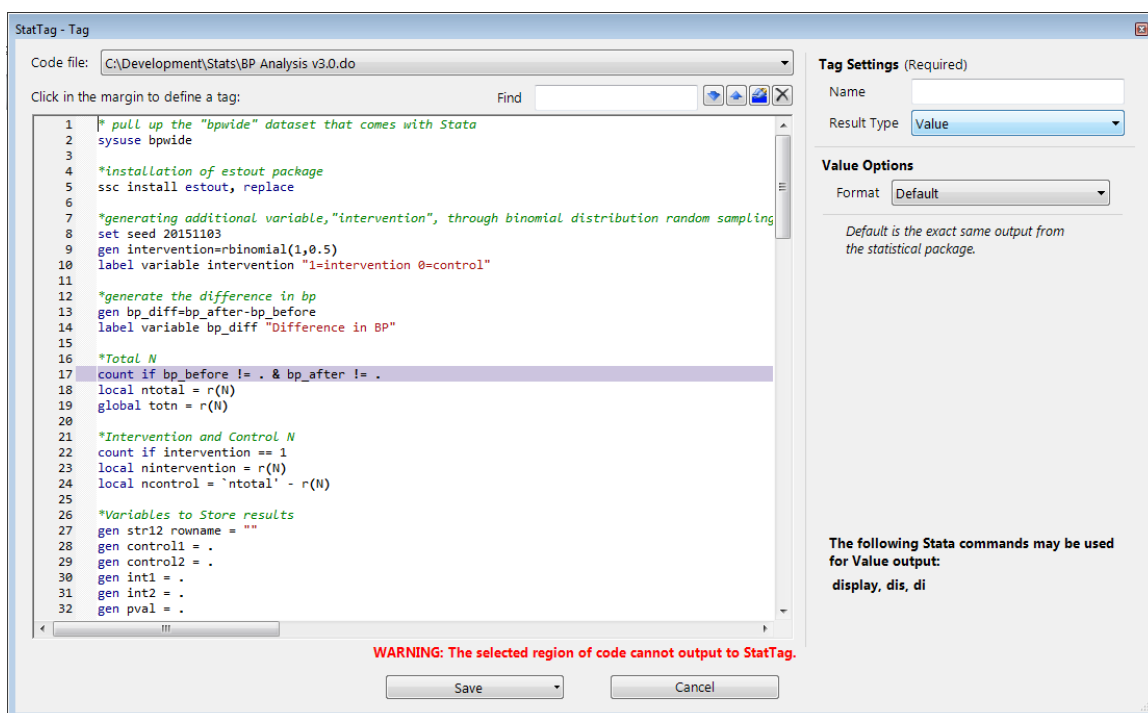 StatTag - Tag
Code file: C:\Development\Stats\BP Analysis v3.0.do
Click in the margin to define a tag: Find
1 * pull up the "bpwide" dataset that comes with Stata
2 sysuse bpwide
3
4 *installation of estout package
5 ssc install estout, replace
6
7 *generating additional variable,"intervention", through binomial distribution random sampling
8 set seed 20151103
9 gen intervention=rbinomial(1,0.5)
10 label variable intervention "1=intervention 0=control"
11
12 *generate the difference in bp
13 gen bp_diff=bp_after-bp_before
14 label variable bp_diff "Difference in BP"
15
16 *Total N
17 count if bp_before != . & bp_after != .
18 local ntotal = r(N)
19 global totn = r(N)
20
21 *Intervention and Control N
22 count if intervention == 1
23 local nintervention = r(N)
24 local ncontrol = `ntotal' - r(N)
25
26 *Variables to Store results
27 gen str12 rowname = ""
28 gen control1 = .
29 gen control2 = .
30 gen int1 = .
31 gen int2 = .
32 gen pval = .
WARNING: The selected region of code cannot output to StatTag.
Save
Cancel
Tag Settings (Required)
Name
Result Type Value
Value Options
Format Default
Default is the exact same output from
the statistical package.
The following Stata commands may be used
for Value output:
display, dis, di